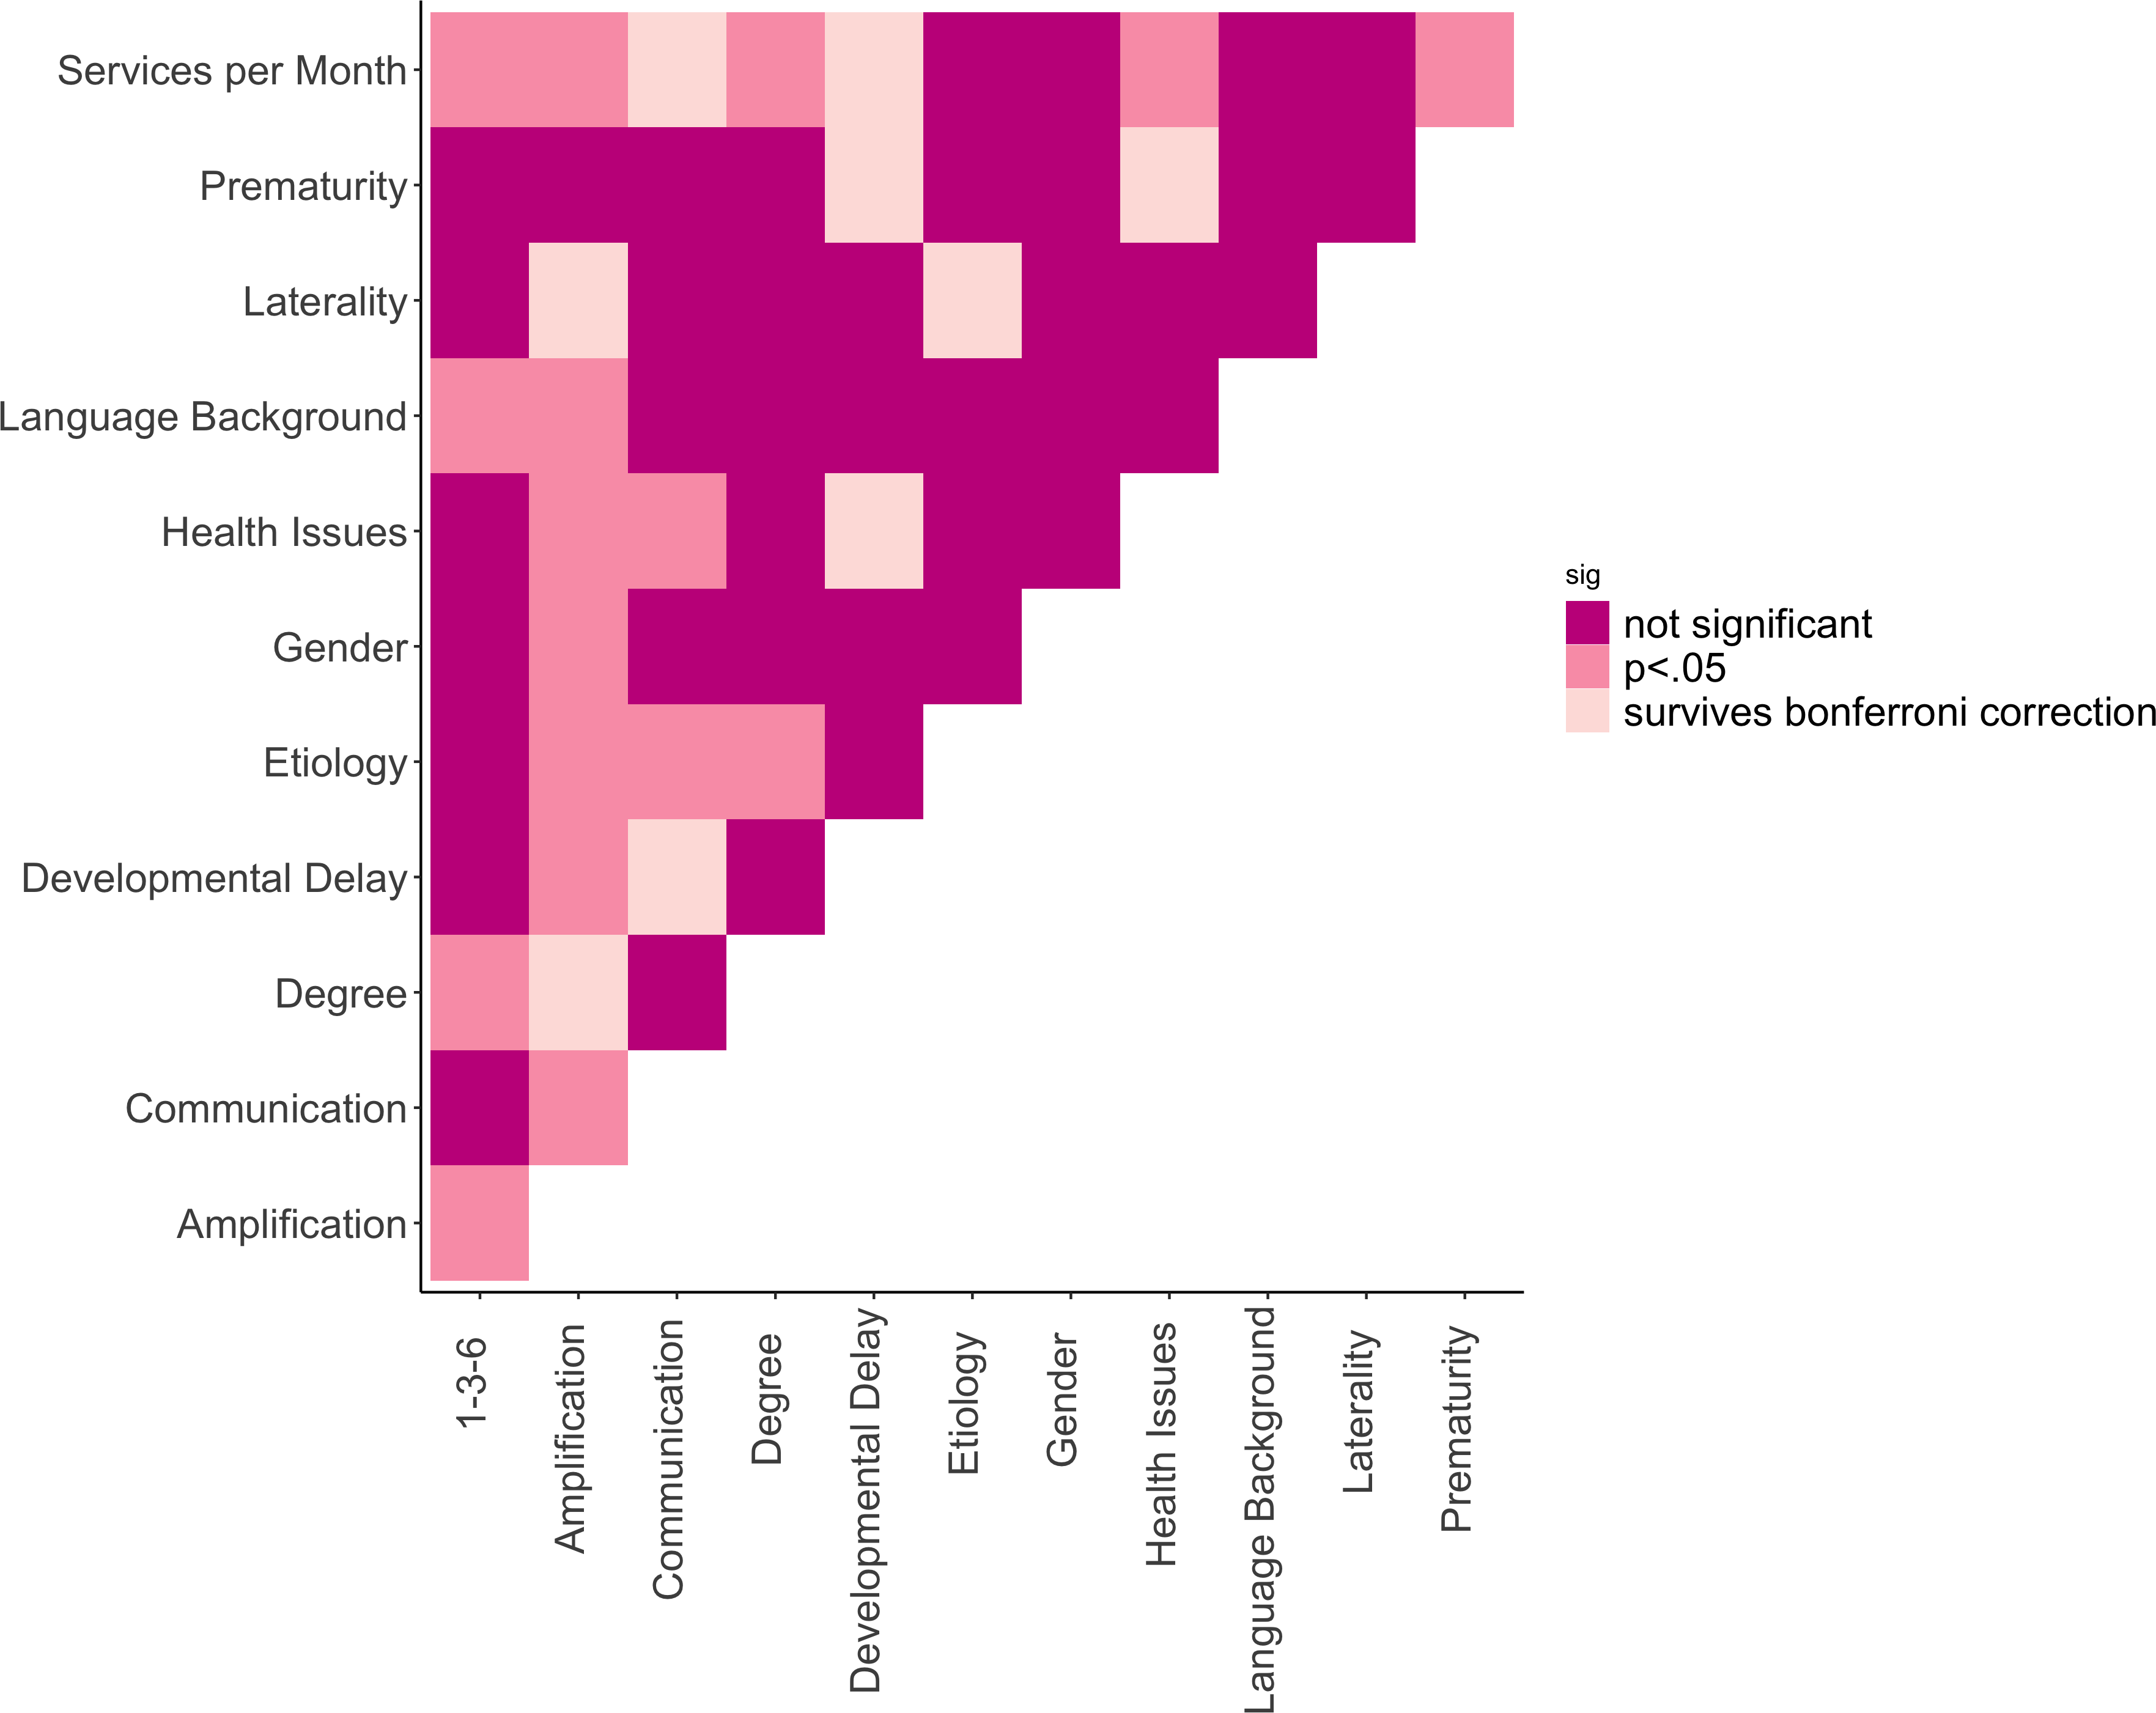 Services per Month
Prematurity
Laterality
Language Background
Health Issues
Gender
Etiology
Developmental Delay
Degree
Communication
Amplification
1-3-6
Amplification
Communication
Degree
Developmental Delay
Etiology
Gender
Health Issues
Language Background
Laterality
Prematurity
sig
not significant
p<.05
survives bonferroni correction